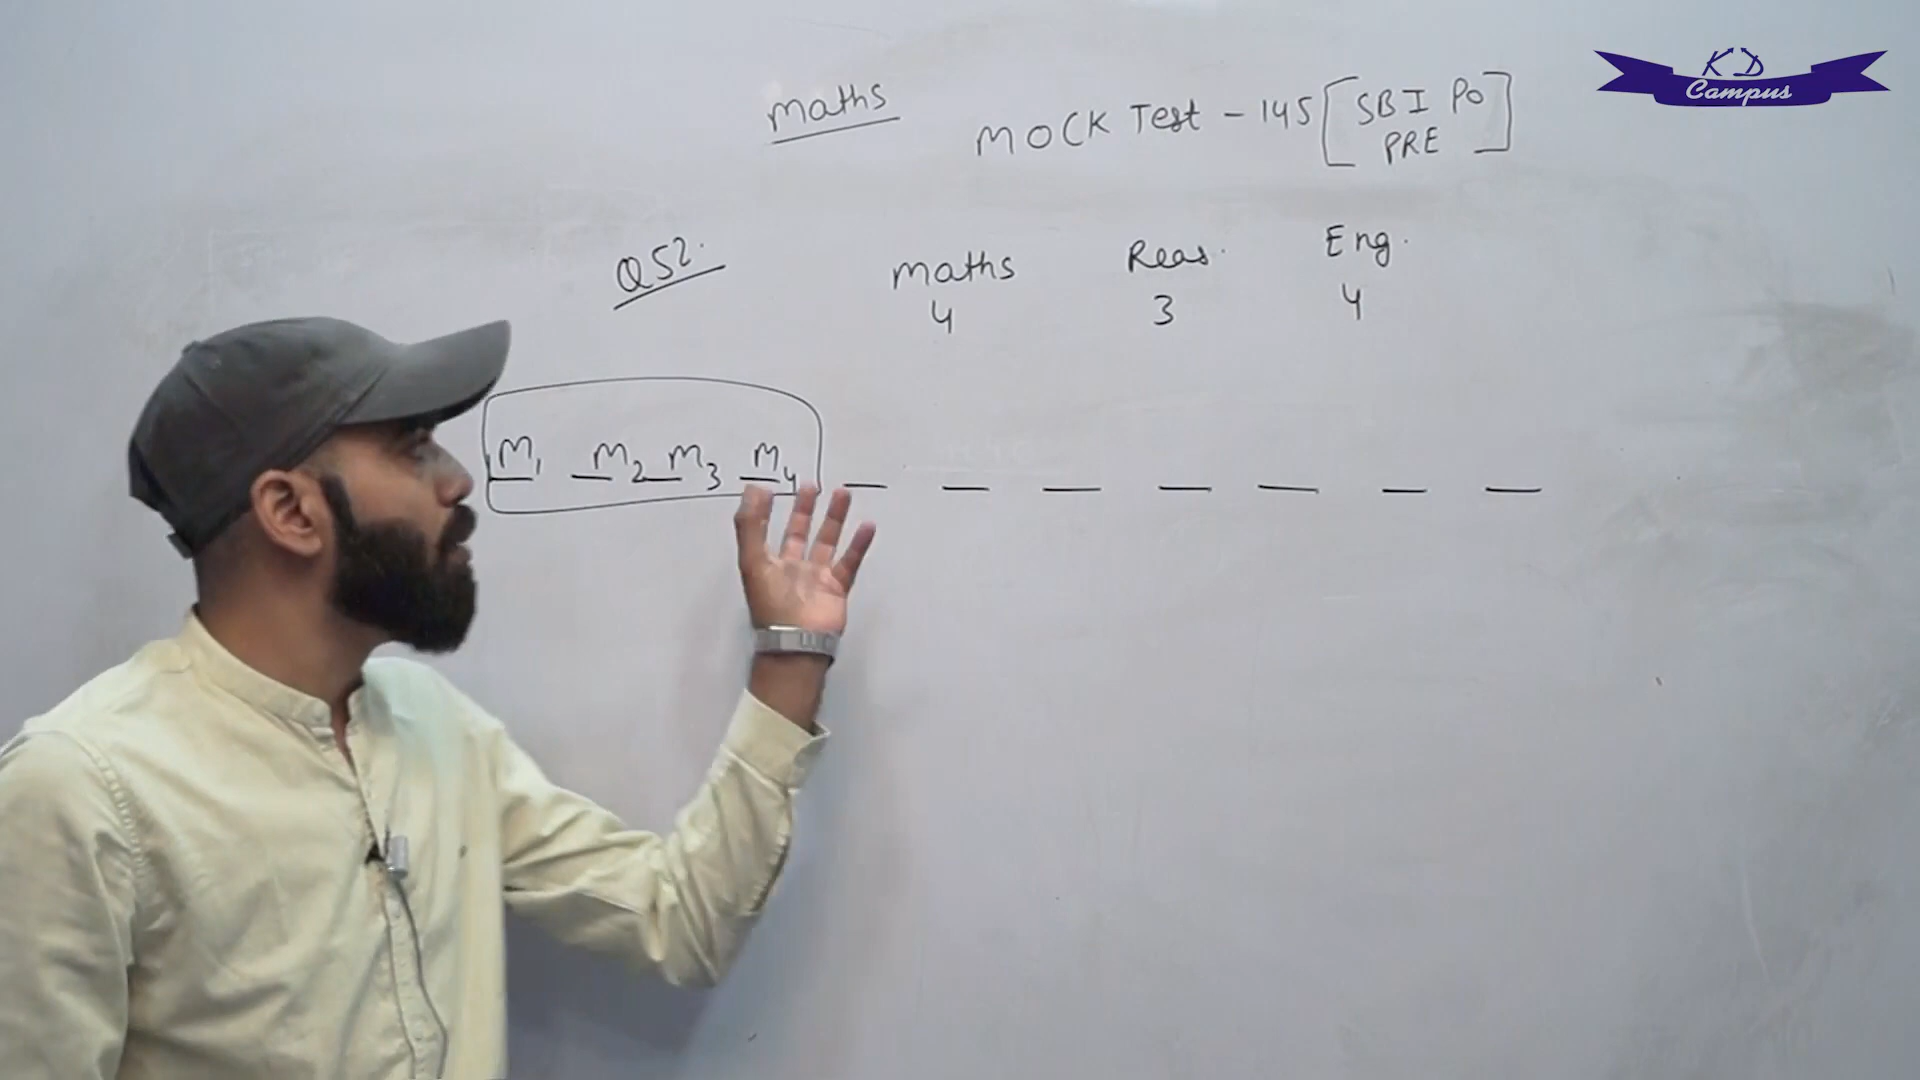 KD
Campus
Maths
MOCK Test - 145 [SBI PO
PRE]
Q52.
Maths Reas. Eng.
4 3 4
M1 M2 M3 M4